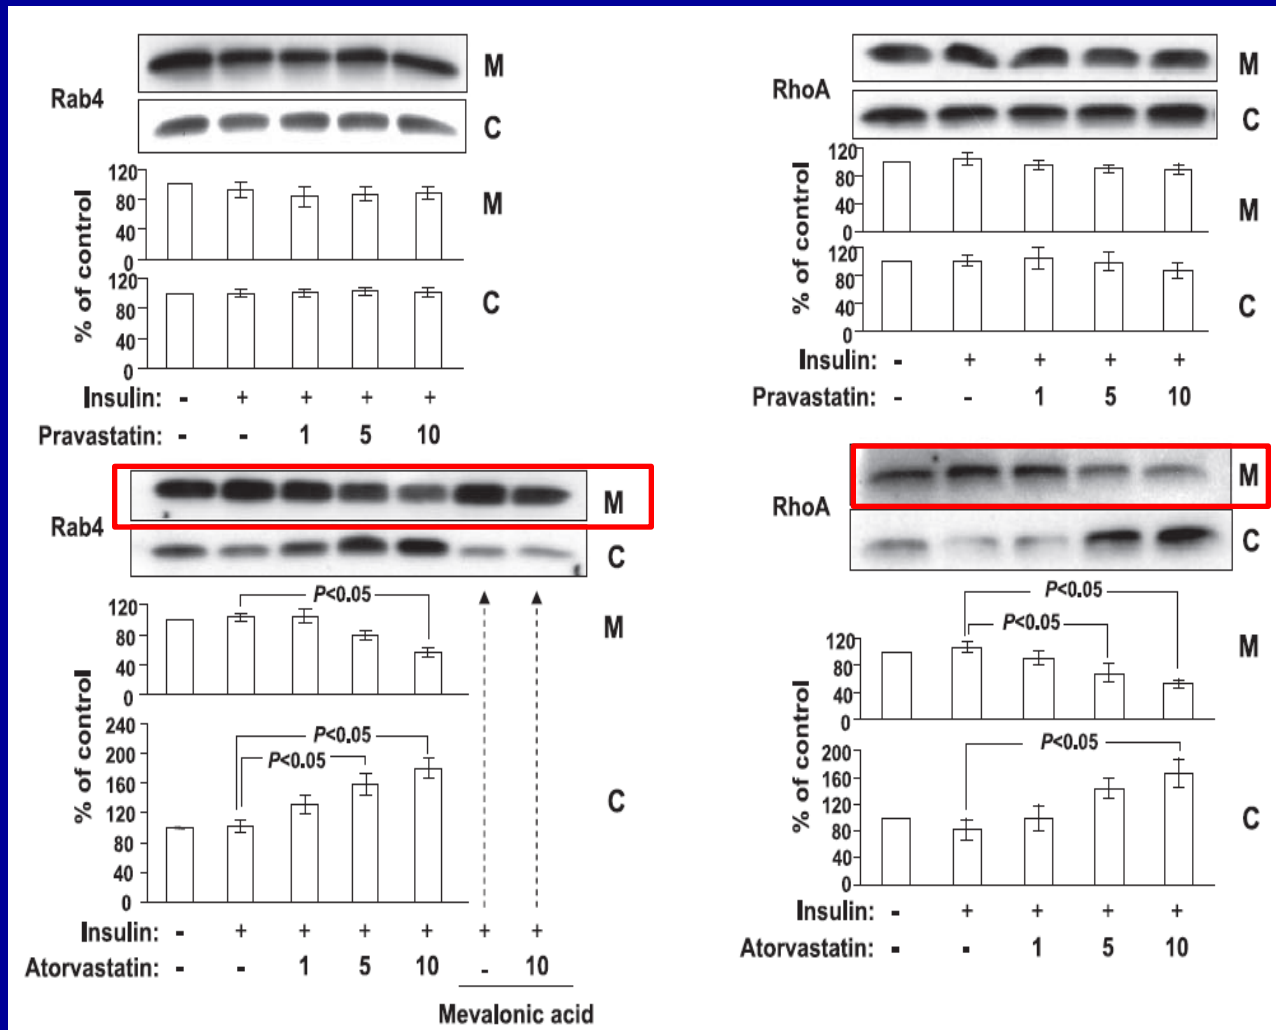 Rab4
M
C
% of control
120
80
40
0
M
120
80
40
0
C
Insulin: - + + + +
Pravastatin: - - 1 5 10
RhoA
M
C
% of control
120
80
40
0
M
120
80
40
0
C
Insulin: - + + + +
Pravastatin: - - 1 5 10
Rab4
M
C
% of control
P<0.05
120
80
40
0
M
% of control
240
200
160
120
80
40
0
P<0.05
P<0.05
C
Insulin: - + + + + + +
Atorvastatin: - - 1 5 10 - 10
Mevalonic acid
RhoA
M
C
% of control
P<0.05
P<0.05
120
80
40
0
M
200
160
120
80
40
0
P<0.05
C
Insulin: - + + + +
Atorvastatin: - - 1 5 10